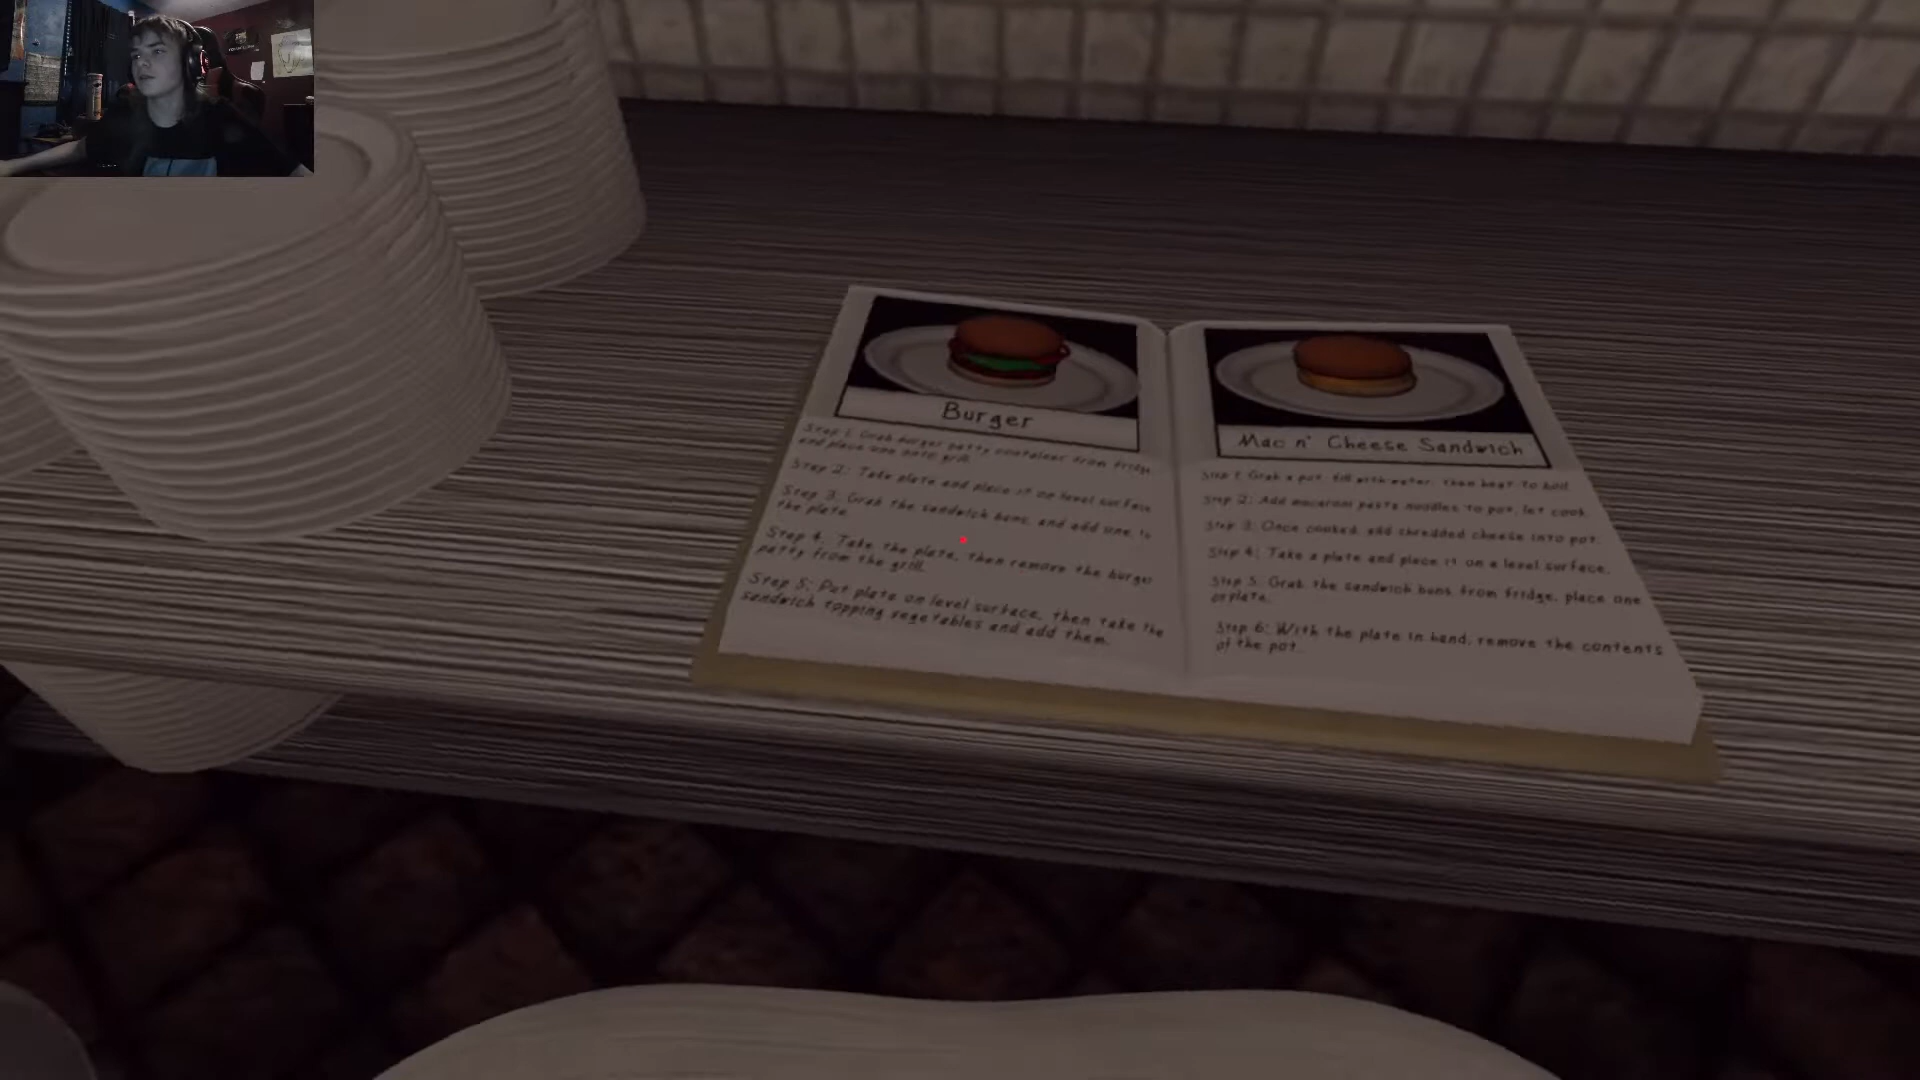 Burger
Step 1: Grab burger patty container from fridge
and place one onto grill.
Step 2: Take plate and place it on level surface
Step 3: Grab the sandwich buns, and add one, to
the plate.
Step 4: Take the plate, then remove the burger
patty from the grill.
Step 5: Put plate on level surface, then take the
sandwich topping vegetables and add them.
Mac n' Cheese Sandwich
Step 1: Grab a pot, fill with water, then heat to boil
Step 2: Add macaroni pasta noodles to pot, let cook.
Step 3: Once cooked, add shredded cheese into pot.
Step 4: Take a plate and place it on a level surface.
Step 5: Grab the sandwich buns from fridge, place one
onplate.
Step 6: With the plate in hand, remove the contents
of the pot.